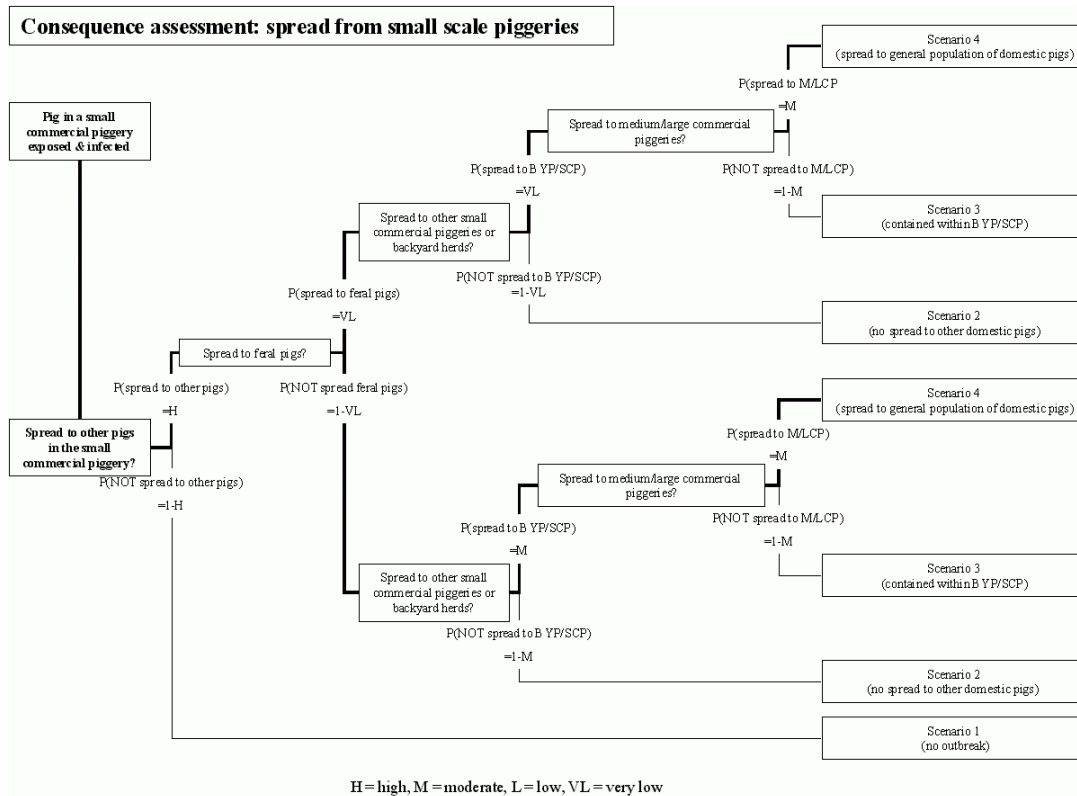 Consequence assessment: spread from small scale piggeries
Scenario 4
(spread to general population of domestic pigs)
P(spread to M/LCP
=M
Pig in a small
commercial piggery
exposed & infected
Spread to medium/large commercial
piggeries?
P(spread to B YP/SCP)
=VL
P(NOT spread to M/LCP)
=1-M
Spread to other small
commercial piggeries or
backyard herds?
Scenario 3
(contained within B YP/SCP)
P(NOT spread to B YP/SCP)
=1-VL
P(spread to feral pigs)
=VL
Scenario 2
(no spread to other domestic pigs)
Spread to feral pigs?
P(spread to other pigs)
=H
P(NOT spread feral pigs)
=1-VL
Scenario 4
(spread to general population of domestic pigs)
P(spread to M/LCP)
=M
Spread to other pigs
in the small
commercial piggery?
P(NOT spread to other pigs)
=1-H
Spread to medium/large commercial
piggeries?
P(spread to B YP/SCP)
=M
P(NOT spread to M/LCP)
=1-M
Spread to other small
commercial piggeries or
backyard herds?
Scenario 3
(contained within B YP/SCP)
P(NOT spread to B YP/SCP)
=1-M
Scenario 2
(no spread to other domestic pigs)
Scenario 1
(no outbreak)
H = high, M = moderate, L = low, VL = very low